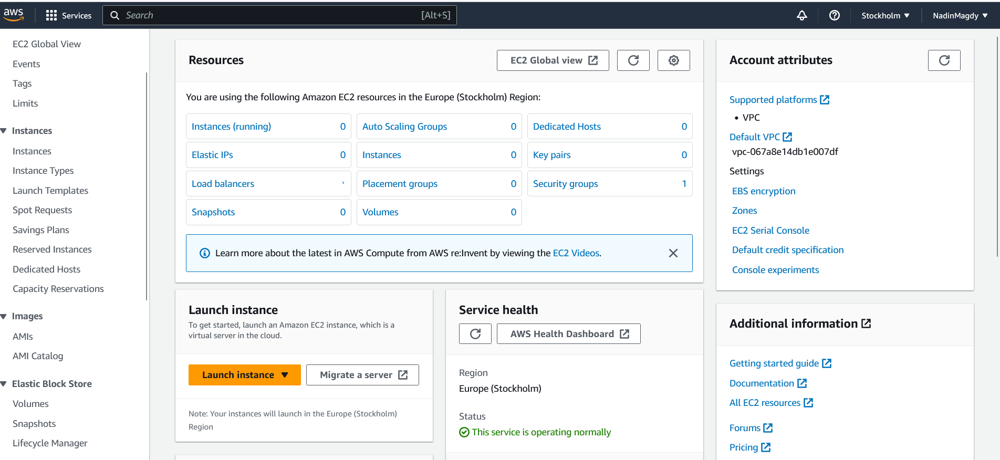 aws
Services
Search [Alt+S]
Stockholm
NadinMagdy
EC2 Global View
Events
Tags
Limits
Instances
Instances
Instance Types
Launch Templates
Spot Requests
Savings Plans
Reserved Instances
Dedicated Hosts
Capacity Reservations
Images
AMIs
AMI Catalog
Elastic Block Store
Volumes
Snapshots
Lifecycle Manager
Resources
EC2 Global view
You are using the following Amazon EC2 resources in the Europe (Stockholm) Region:
Instances (running) 0
Auto Scaling Groups 0
Dedicated Hosts 0
Elastic IPs 0
Instances 0
Key pairs 0
Load balancers
Placement groups 0
Security groups 1
Snapshots 0
Volumes 0
Learn more about the latest in AWS Compute from AWS re:Invent by viewing the EC2 Videos.
Launch instance
To get started, launch an Amazon EC2 instance, which is a
virtual server in the cloud.
Launch instance
Migrate a server
Note: Your instances will launch in the Europe (Stockholm)
Region
Service health
AWS Health Dashboard
Region
Europe (Stockholm)
Status
This service is operating normally
Account attributes
Supported platforms
• VPC
Default VPC
vpc-067a8e14db1e007df
Settings
EBS encryption
Zones
EC2 Serial Console
Default credit specification
Console experiments
Additional information
Getting started guide
Documentation
All EC2 resources
Forums
Pricing